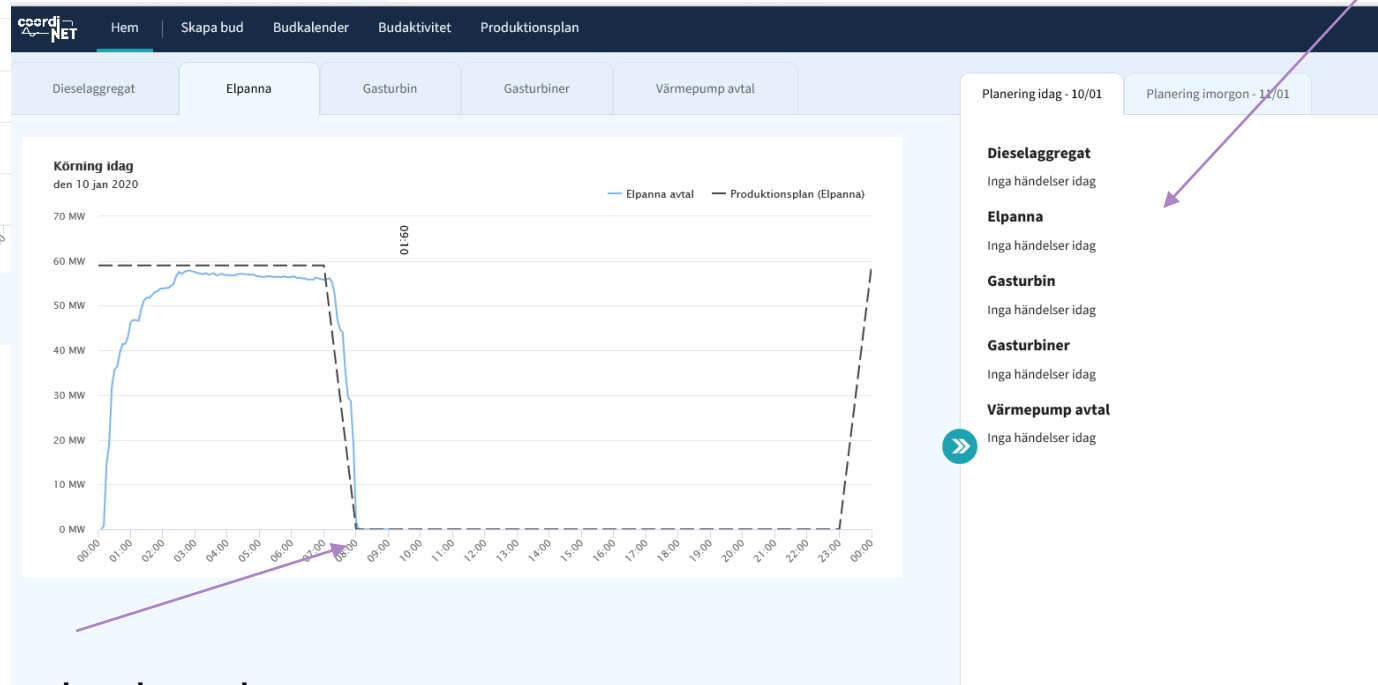 coordi
NET
Hem
Skapa bud
Budkalender
Budaktivitet
Produktionsplan
Dieselaggregat
Elpanna
Gasturbin
Gasturbiner
Värmepump avtal
Planering idag - 10/01
Planering imorgon - 11/01
Körning idag
den 10 jan 2020
Elpanna avtal
Produktionsplan (Elpanna)
70 MW
60 MW
50 MW
40 MW
30 MW
20 MW
10 MW
0 MW
09:10
00:00
01:00
02:00
03:00
04:00
05:00
06:00
07:00
08:00
09:00
10:00
11:00
12:00
13:00
14:00
15:00
16:00
17:00
18:00
19:00
20:00
21:00
22:00
23:00
00:00
Dieselaggregat
Inga händelser idag
Elpanna
Inga händelser idag
Gasturbin
Inga händelser idag
Gasturbiner
Inga händelser idag
Värmepump avtal
Inga händelser idag